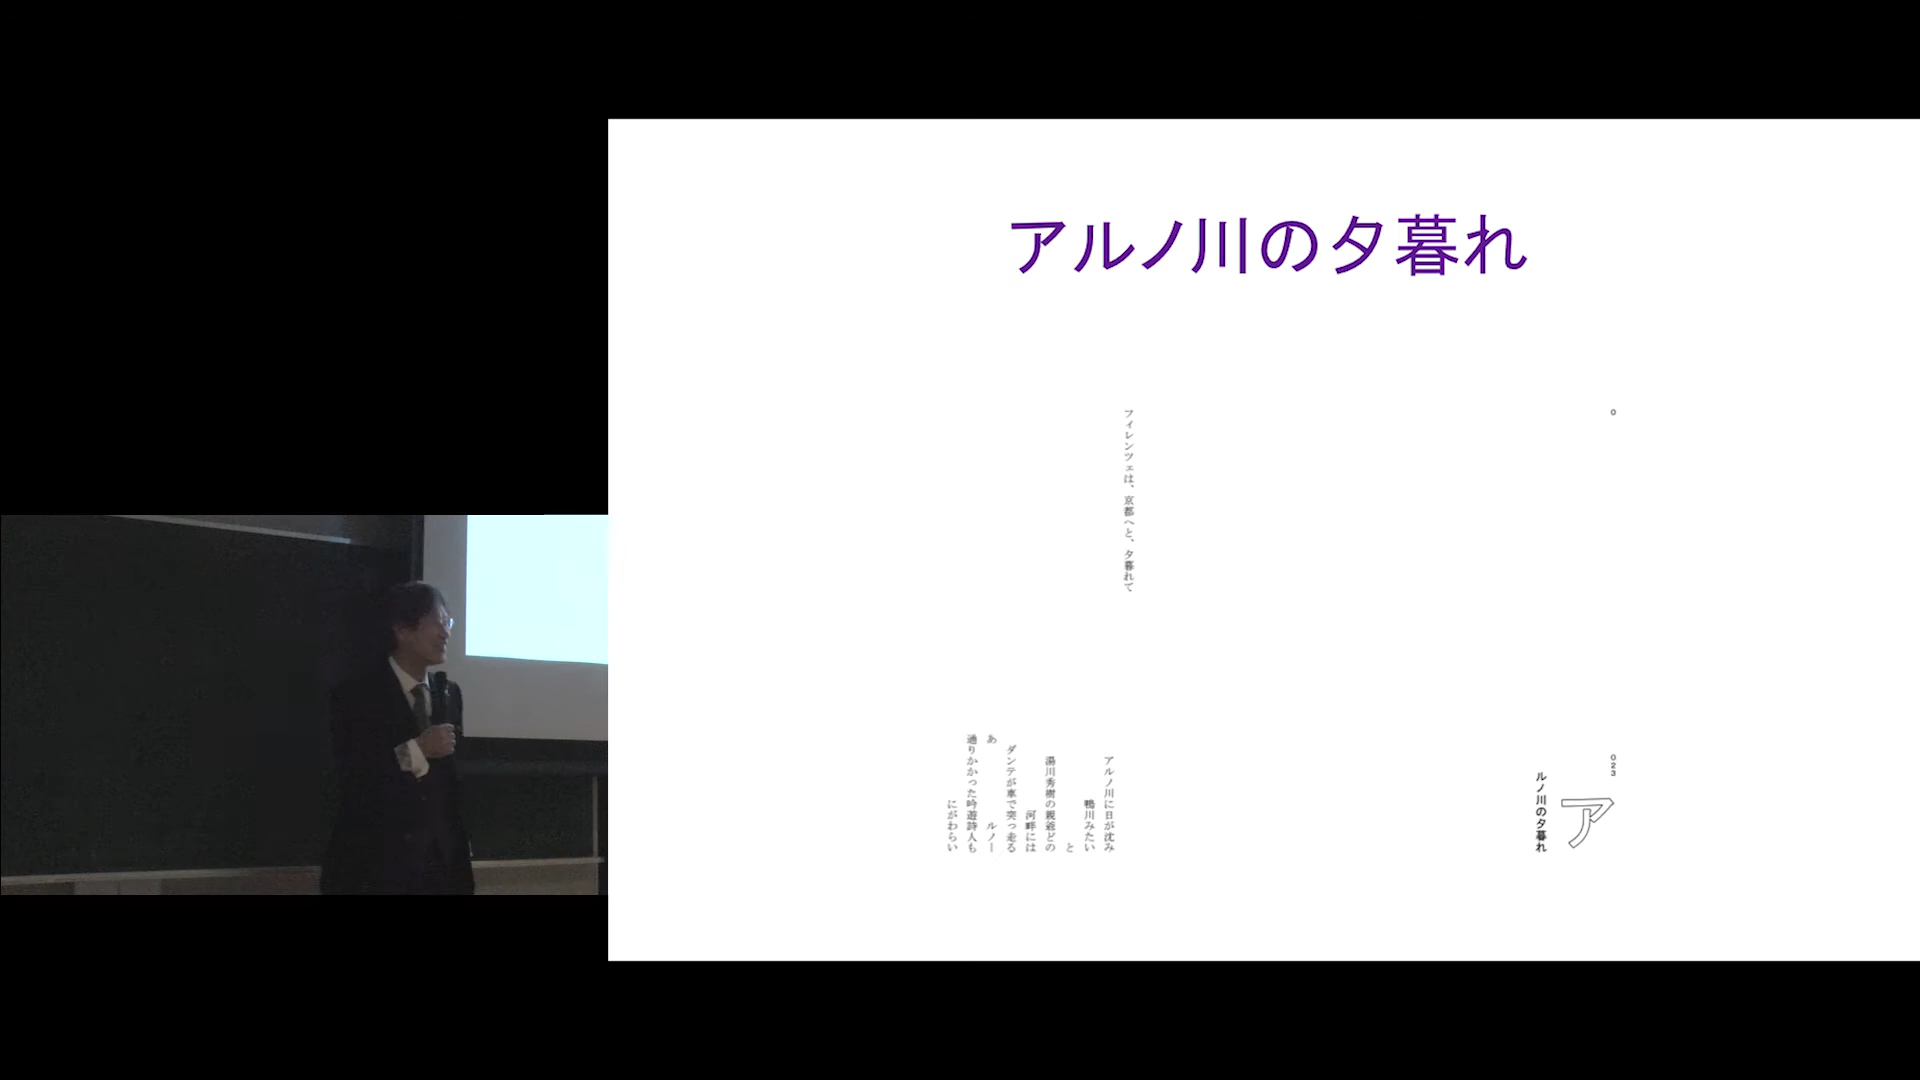 アルノ川の夕暮れ
0
023
ア
ルノ川の夕暮れ
フィレンツェは、京都へと、夕暮れて
アルノ川に日が沈み
鴨川みたい
と
湯川秀樹の親爺どの
河畔には
ダンテが車で突っ走る
あ　ルノー
通りかかった吟遊詩人も
にがわらい